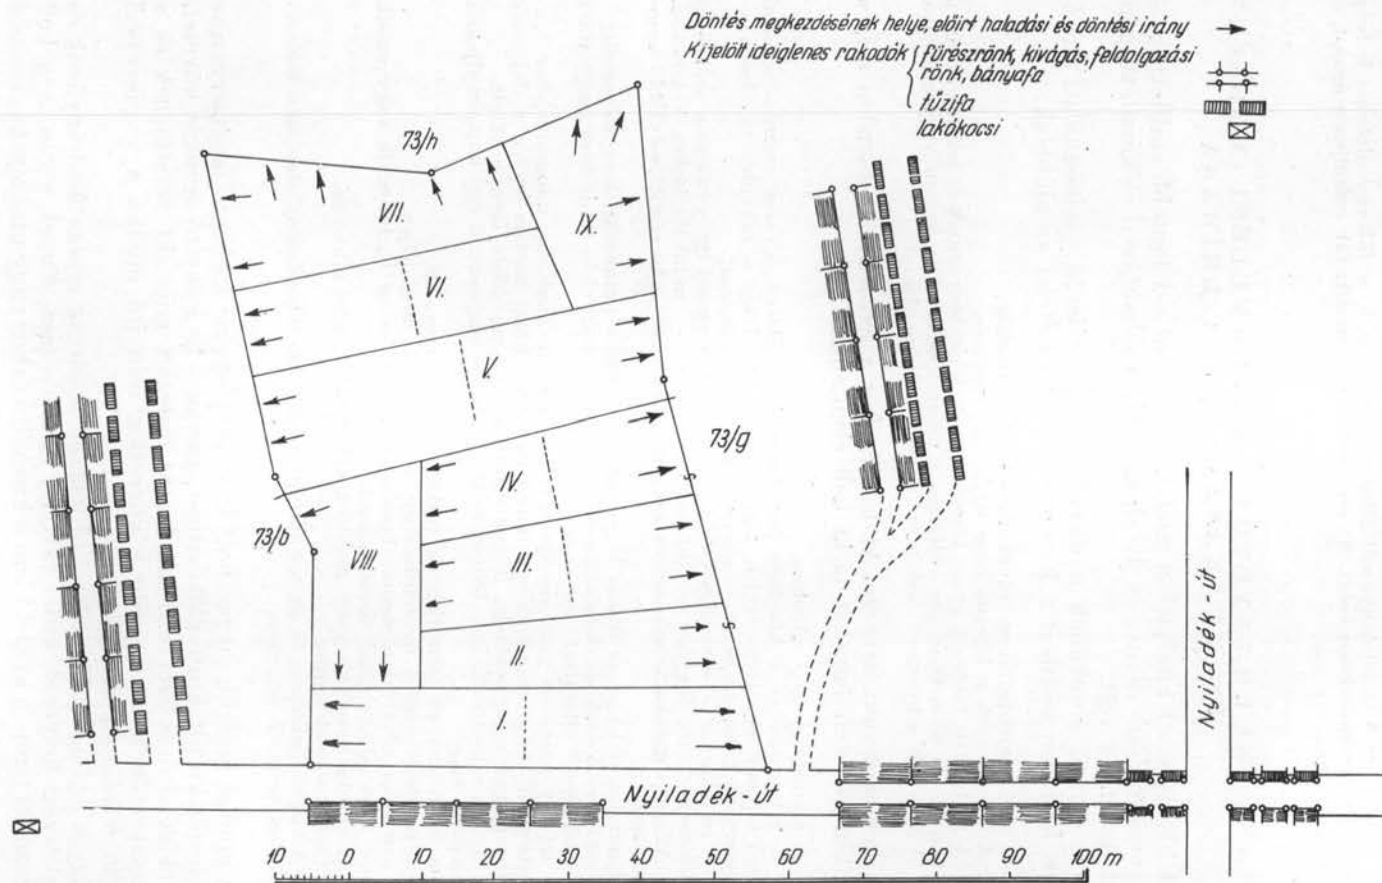 Döntés megkezdésének helye, előirt haladási és döntési irány
Kijelölt ideiglenes rakodók fűrészrönk, kivágás, feldolgozási
rönk, bányafa
tűzifa
lakókocsi
73/h
VII.
IX.
VI.
V.
73/g
IV.
73/b
VIII.
III.
II.
I.
Nyiladék-út
Nyiladék-út
10 0 10 20 30 40 50 60 70 80 90 100 m